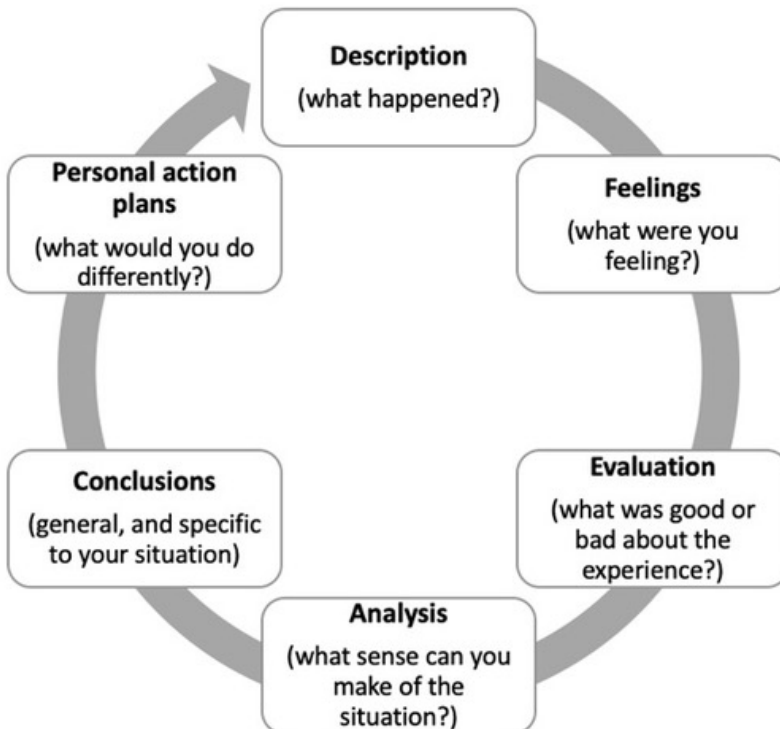 Description
(what happened?)
Feelings
(what were you
feeling?)
Evaluation
(what was good or
bad about the
experience?)
Analysis
(what sense can you
make of the
situation?)
Conclusions
(general, and specific
to your situation)
Personal action
plans
(what would you do
differently?)